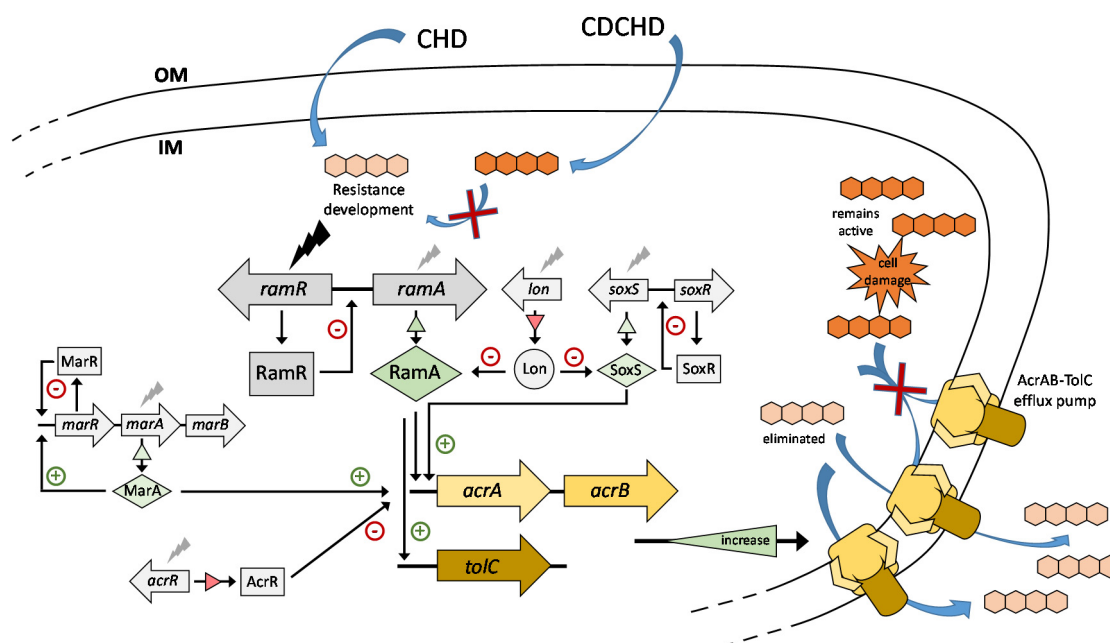 CHD
CDCHD
OM
IM
Resistance
development
remains
active
cell
damage
ramR
ramA
lon
soxS
soxR
RamR
RamA
Lon
SoxS
SoxR
MarR
marR
marA
marB
MarA
AcrAB-TolC
efflux pump
eliminated
acrA
acrB
increase
tolC
acrR
AcrR